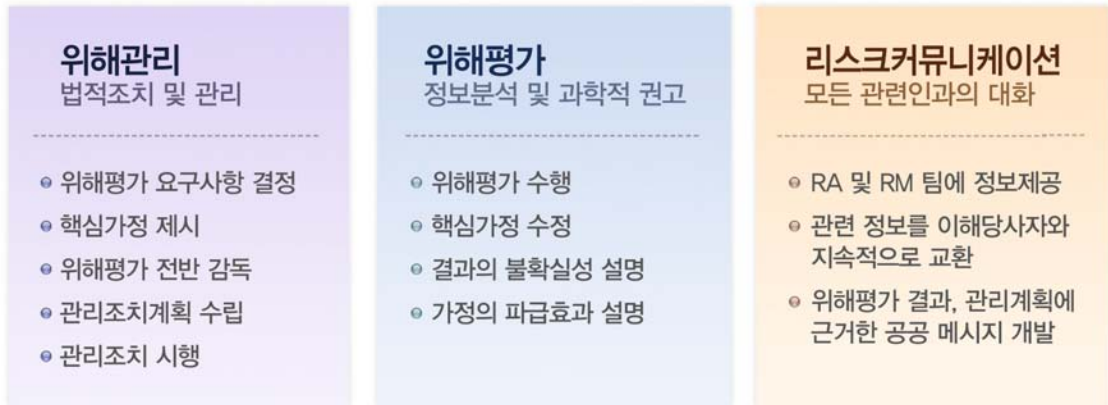 위해관리
법적조치 및 관리
위해평가 요구사항 결정
핵심가정 제시
위해평가 전반 감독
관리조치계획 수립
관리조치 시행
위해평가
정보분석 및 과학적 권고
위해평가 수행
핵심가정 수정
결과의 불확실성 설명
가정의 파급효과 설명
리스크커뮤니케이션
모든 관련인과의 대화
RA 및 RM 팀에 정보제공
관련 정보를 이해당사자와
지속적으로 교환
위해평가 결과, 관리계획에
근거한 공공 메시지 개발